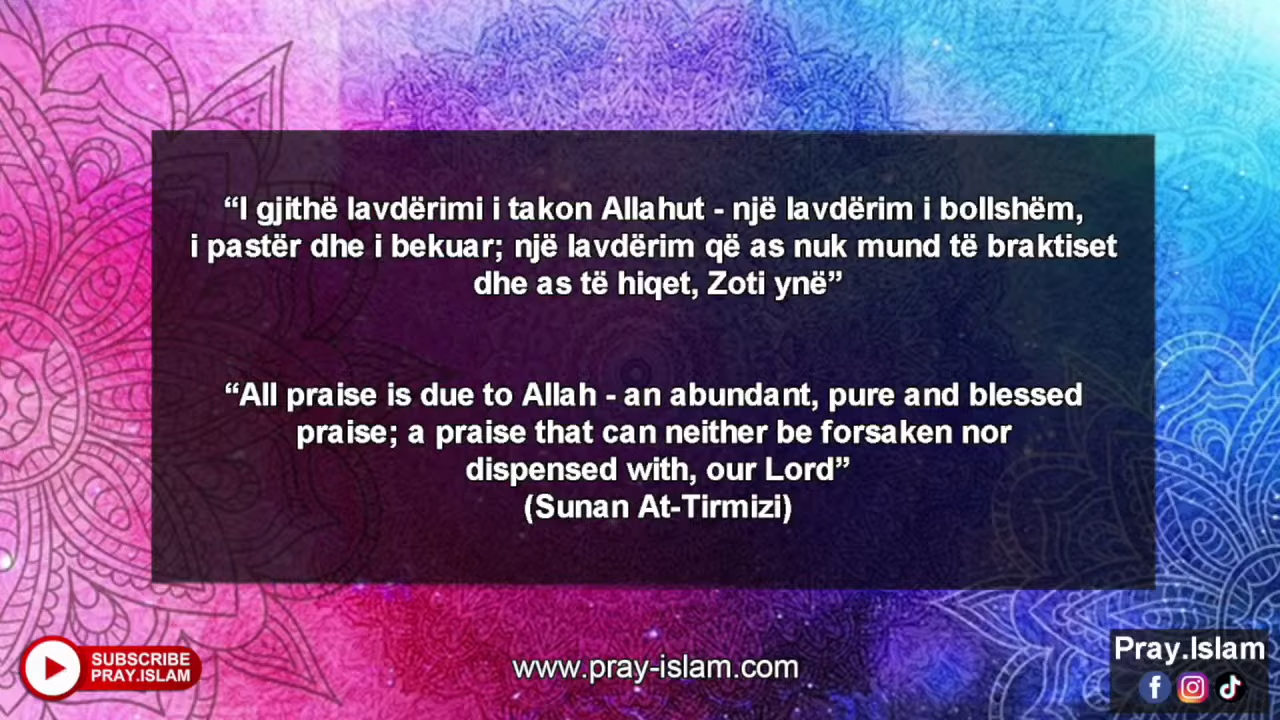 “I gjithë lavdërimi i takon Allahut - një lavdërim i bollshëm,
i pastër dhe i bekuar; një lavdërim që as nuk mund të braktiset
dhe as të hiqet, Zoti ynë”
“All praise is due to Allah - an abundant, pure and blessed
praise; a praise that can neither be forsaken nor
dispensed with, our Lord”
(Sunan At-Tirmizi)
SUBSCRIBE
PRAY.ISLAM
www.pray-islam.com
Pray.Islam